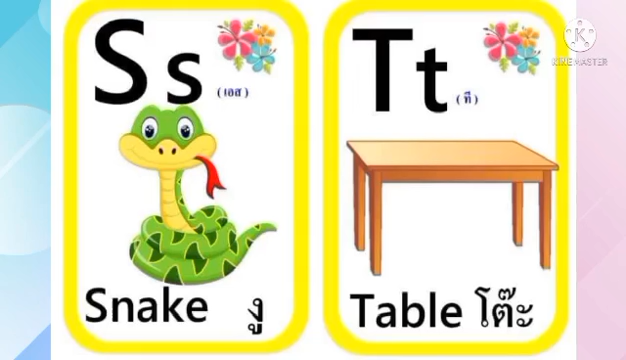 Ss (เอส)
Snake งู
Tt (ที)
Table โต๊ะ
K
KINEMASTER